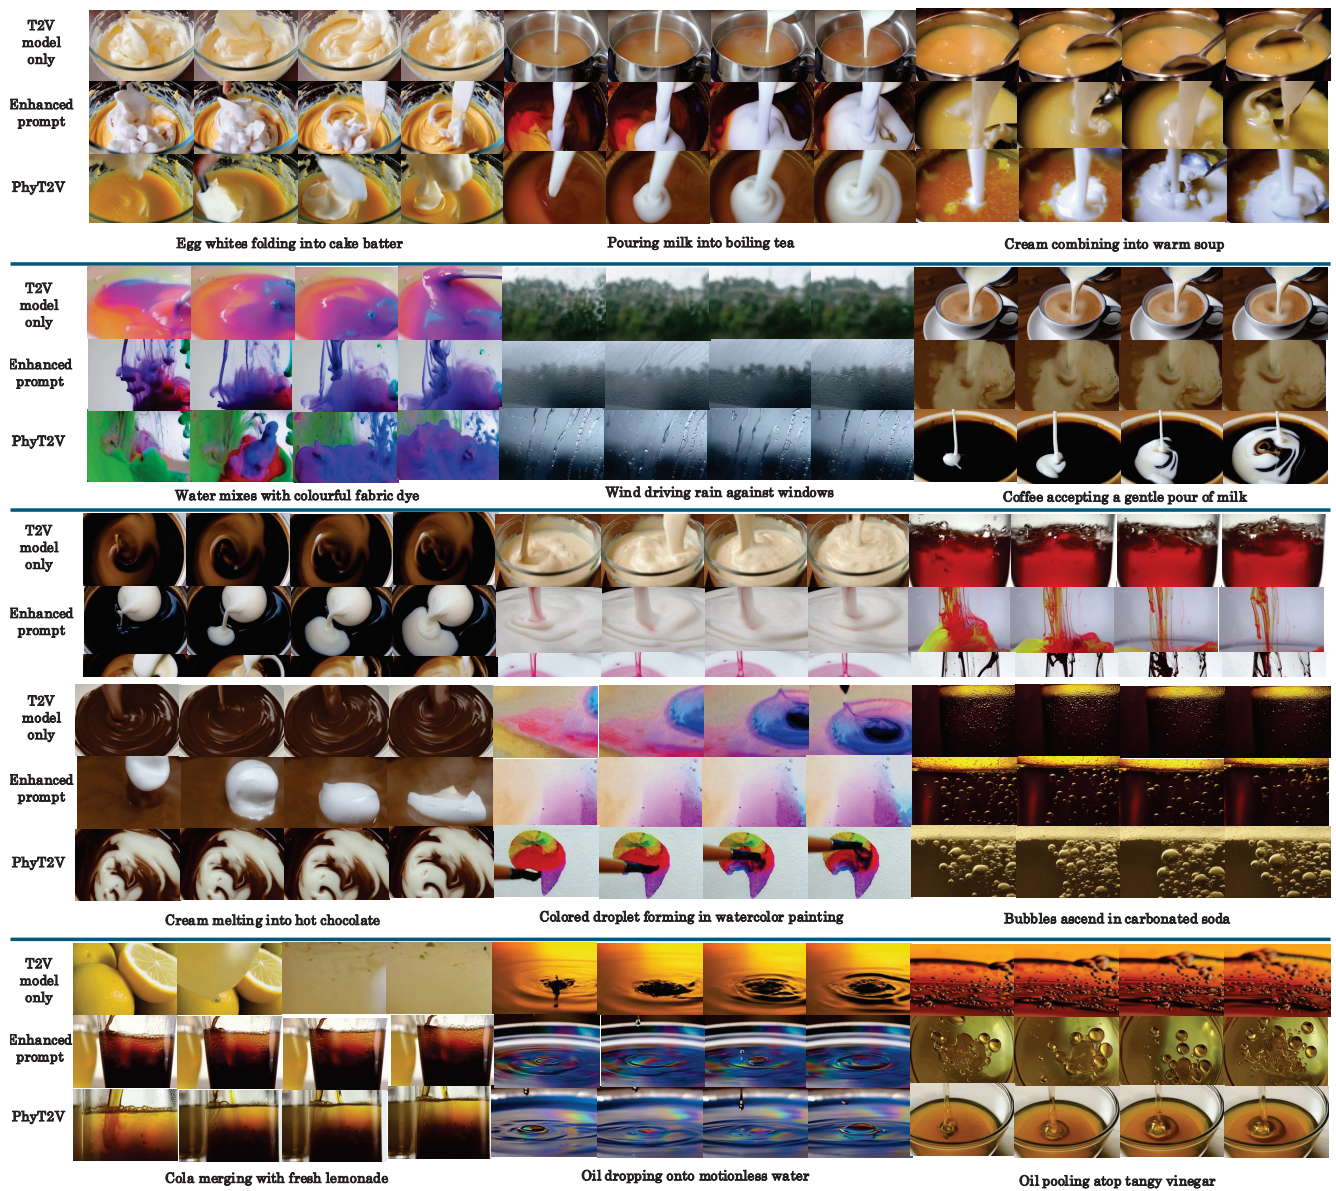 T2V
model
only
Enhanced
prompt
PhyT2V
Egg whites folding into cake batter
Pouring milk into boiling tea
Cream combining into warm soup
T2V
model
only
Enhanced
prompt
PhyT2V
Water mixes with colourful fabric dye
Wind driving rain against windows
Coffee accepting a gentle pour of milk
T2V
model
only
Enhanced
prompt
T2V
model
only
Enhanced
prompt
PhyT2V
Cream melting into hot chocolate
Colored droplet forming in watercolor painting
Bubbles ascend in carbonated soda
T2V
model
only
Enhanced
prompt
PhyT2V
Cola merging with fresh lemonade
Oil dropping onto motionless water
Oil pooling atop tangy vinegar